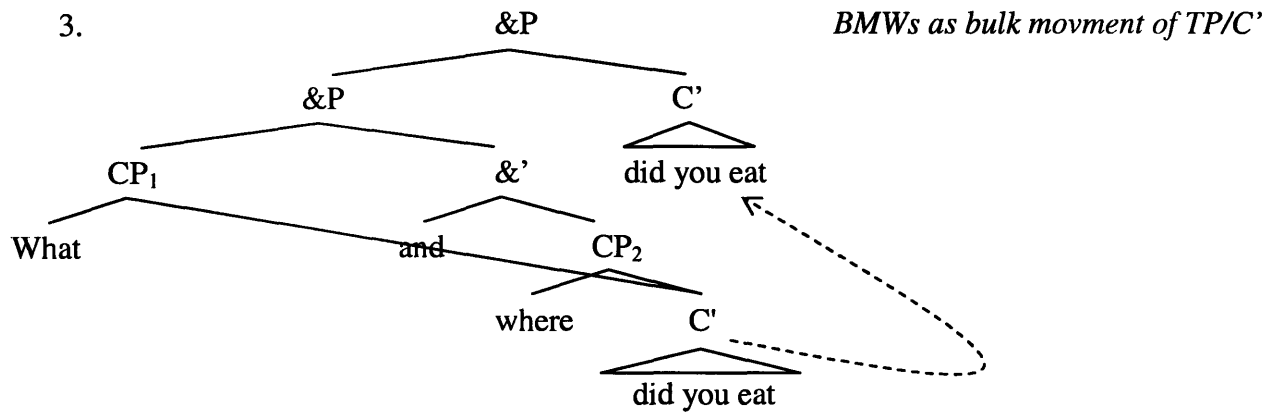 3. &P BMWs as bulk movment of TP/C’
&P C’
CP₁ &’ did you eat
What and CP₂
where C'
did you eat